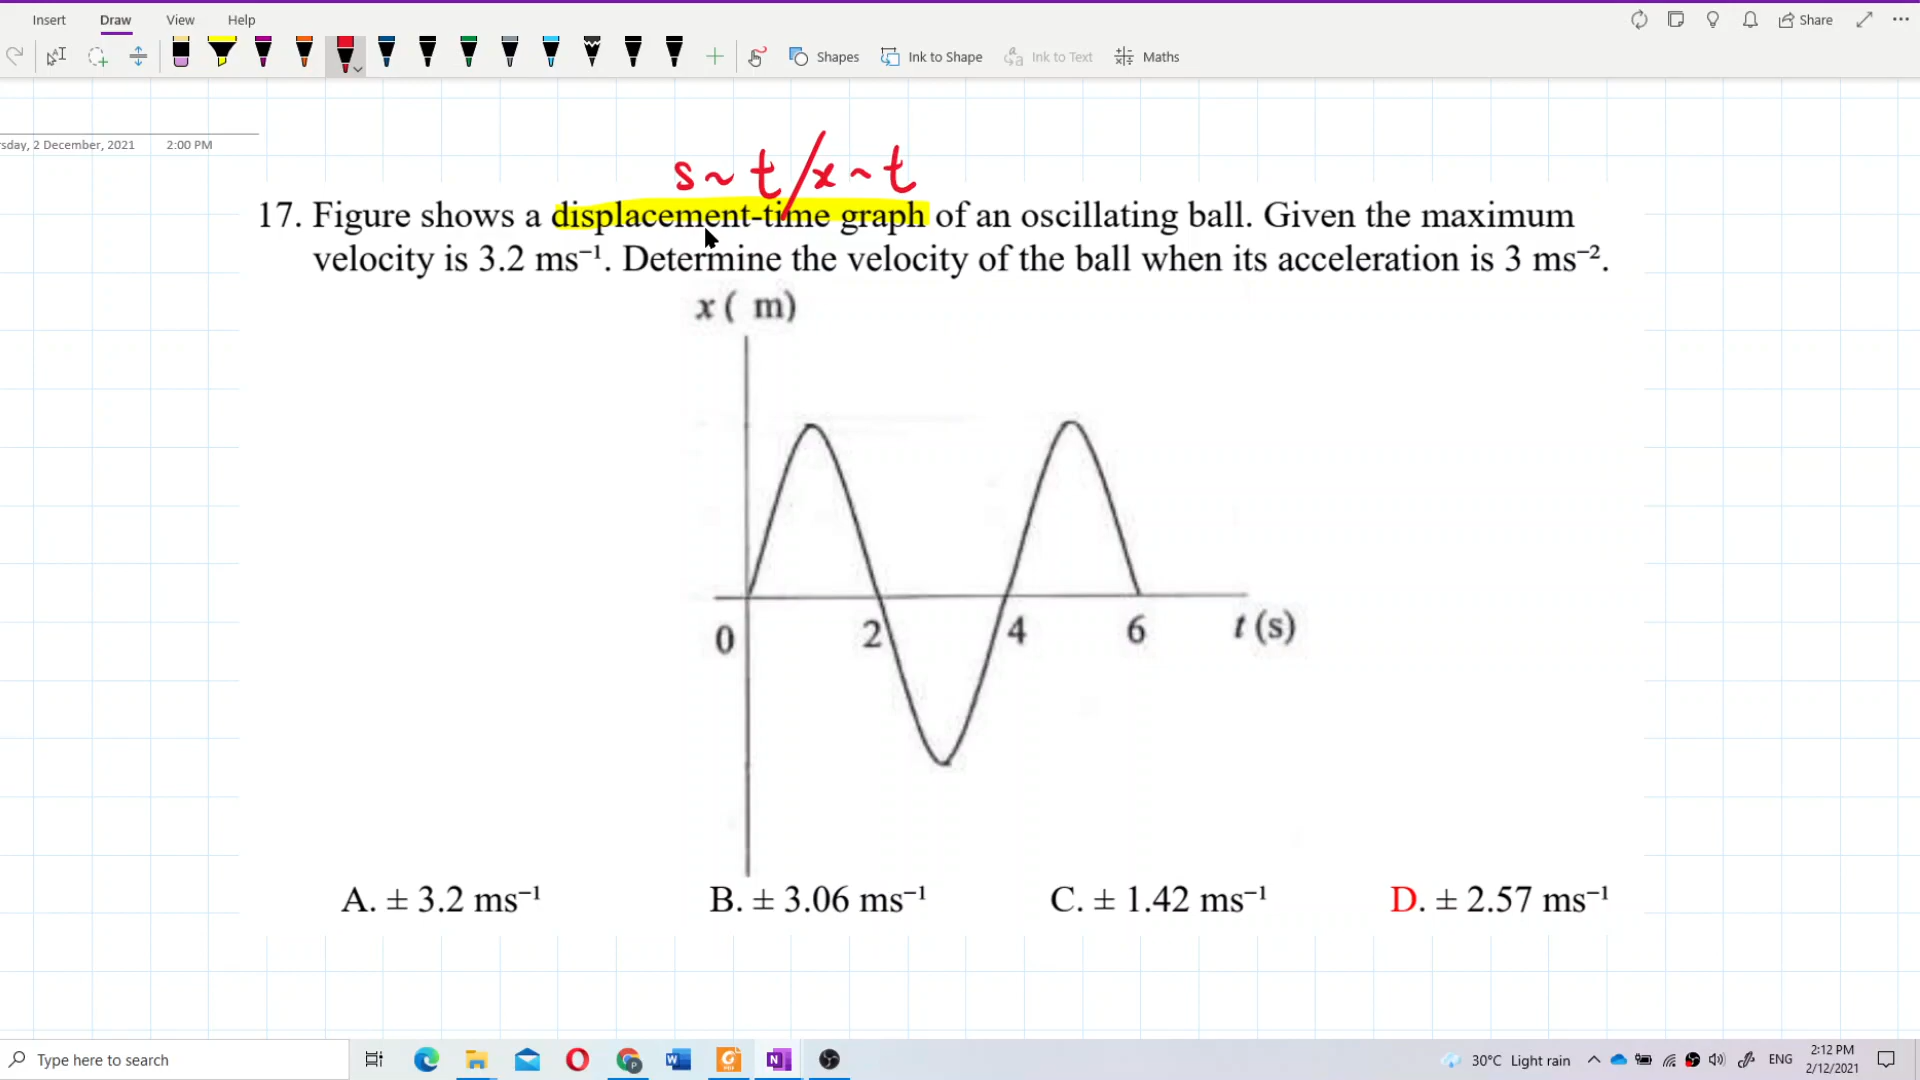 Insert Draw View Help
Share
Shapes Ink to Shape Ink to Text Maths
rsday, 2 December, 2021 2:00 PM
s ~ t / x ~ t
17. Figure shows a displacement-time graph of an oscillating ball. Given the maximum
velocity is 3.2 ms⁻¹. Determine the velocity of the ball when its acceleration is 3 ms⁻².
x ( m)
0 2 4 6 t (s)
A. ± 3.2 ms⁻¹ B. ± 3.06 ms⁻¹ C. ± 1.42 ms⁻¹ D. ± 2.57 ms⁻¹
Type here to search
30°C Light rain
ENG
2:12 PM
2/12/2021